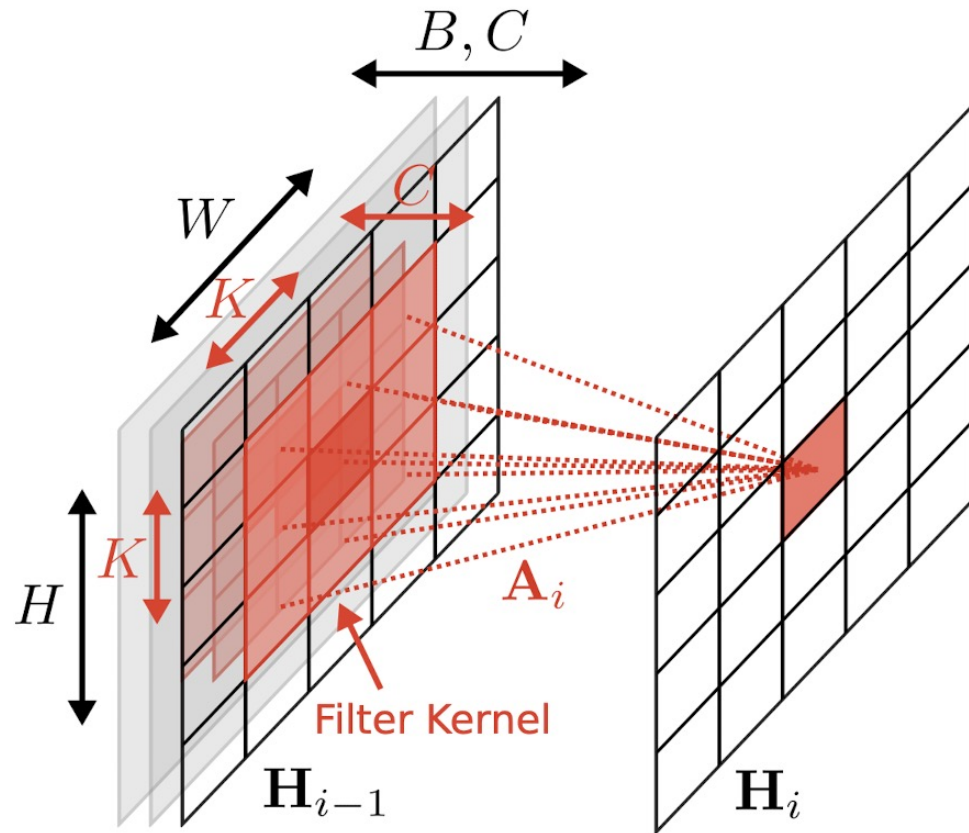 B, C
W
C
K
K
H
A_i
Filter Kernel
H_{i−1}
H_i